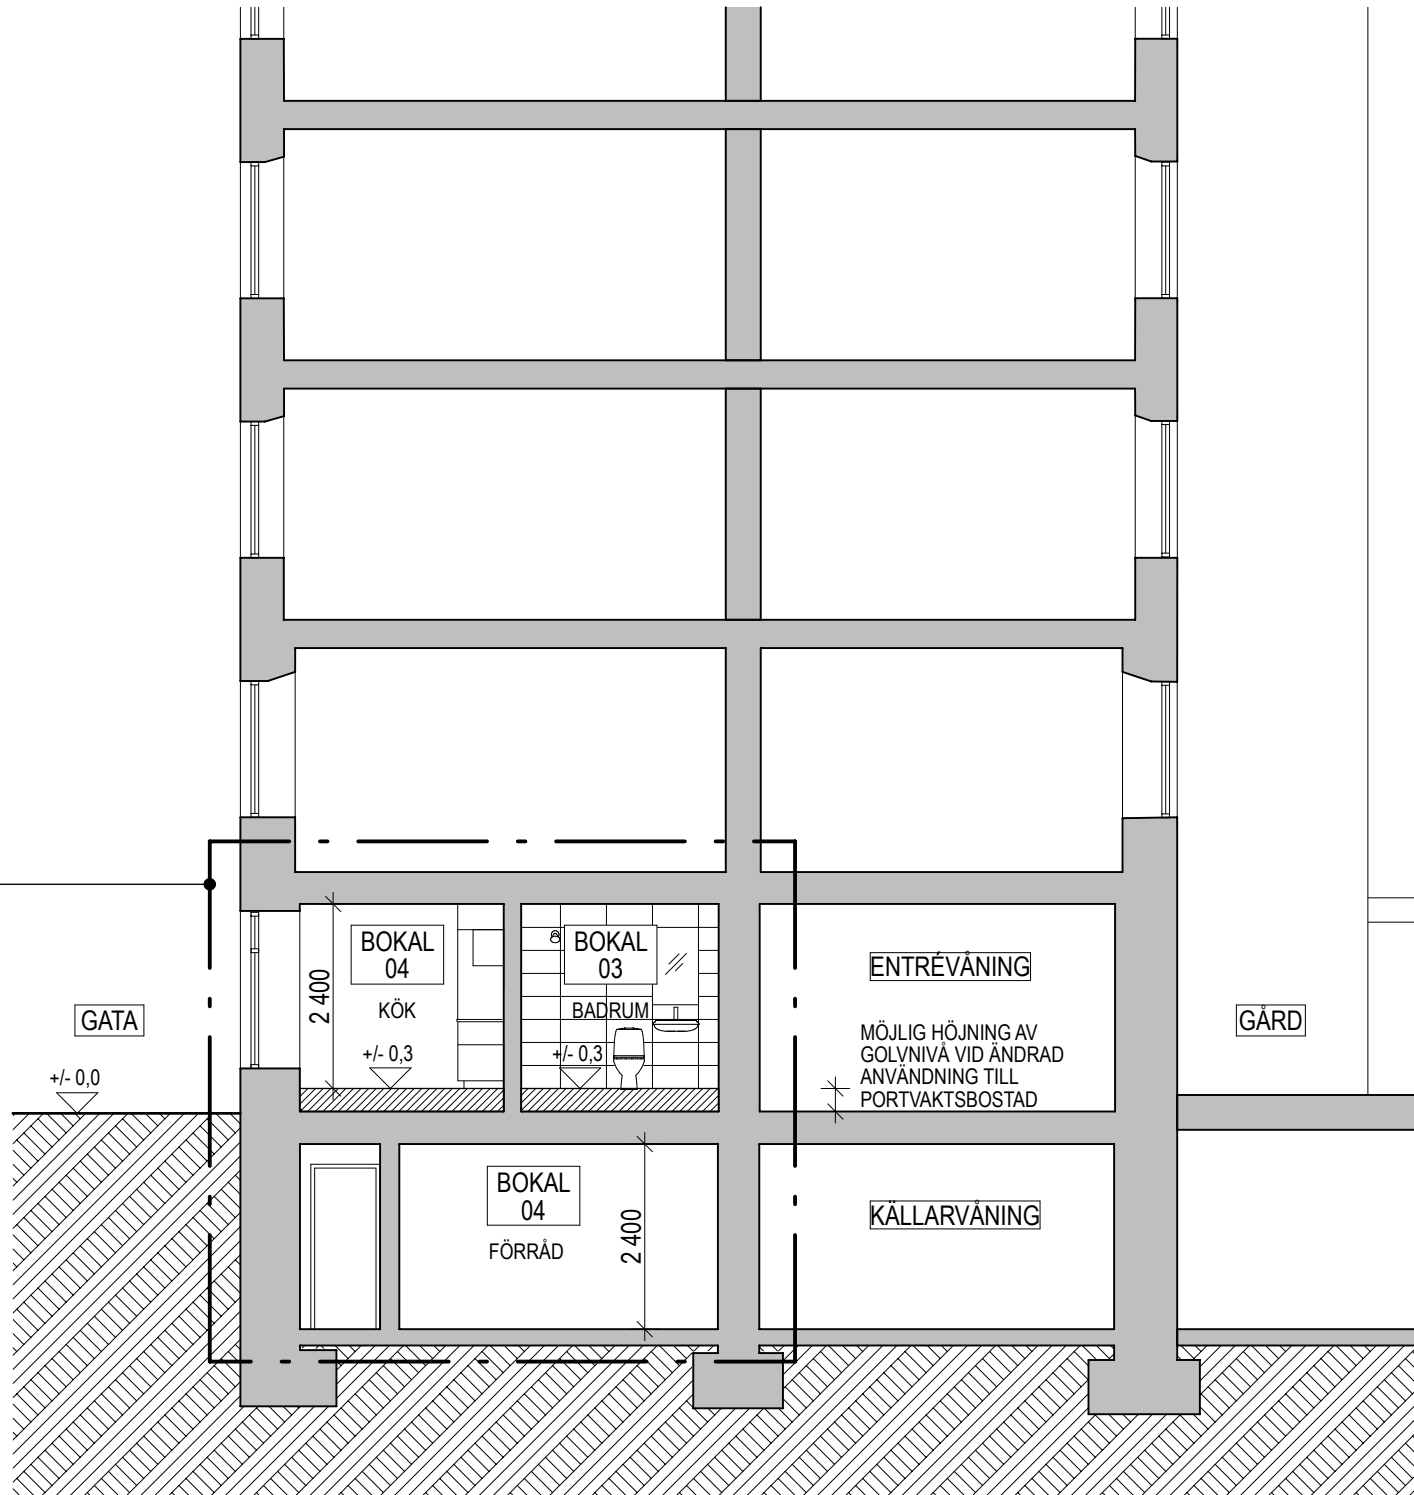 BOKAL
04
KÖK
2 400
+/- 0,3
BOKAL
03
BADRUM
+/- 0,3
ENTRÉVÅNING
MÖJLIG HÖJNING AV
GOLVNIVÅ VID ÄNDRAD
ANVÄNDNING TILL
PORTVAKTSBOSTAD
GATA
+/- 0,0
GÅRD
BOKAL
04
FÖRRÅD
2 400
KÄLLARVÅNING